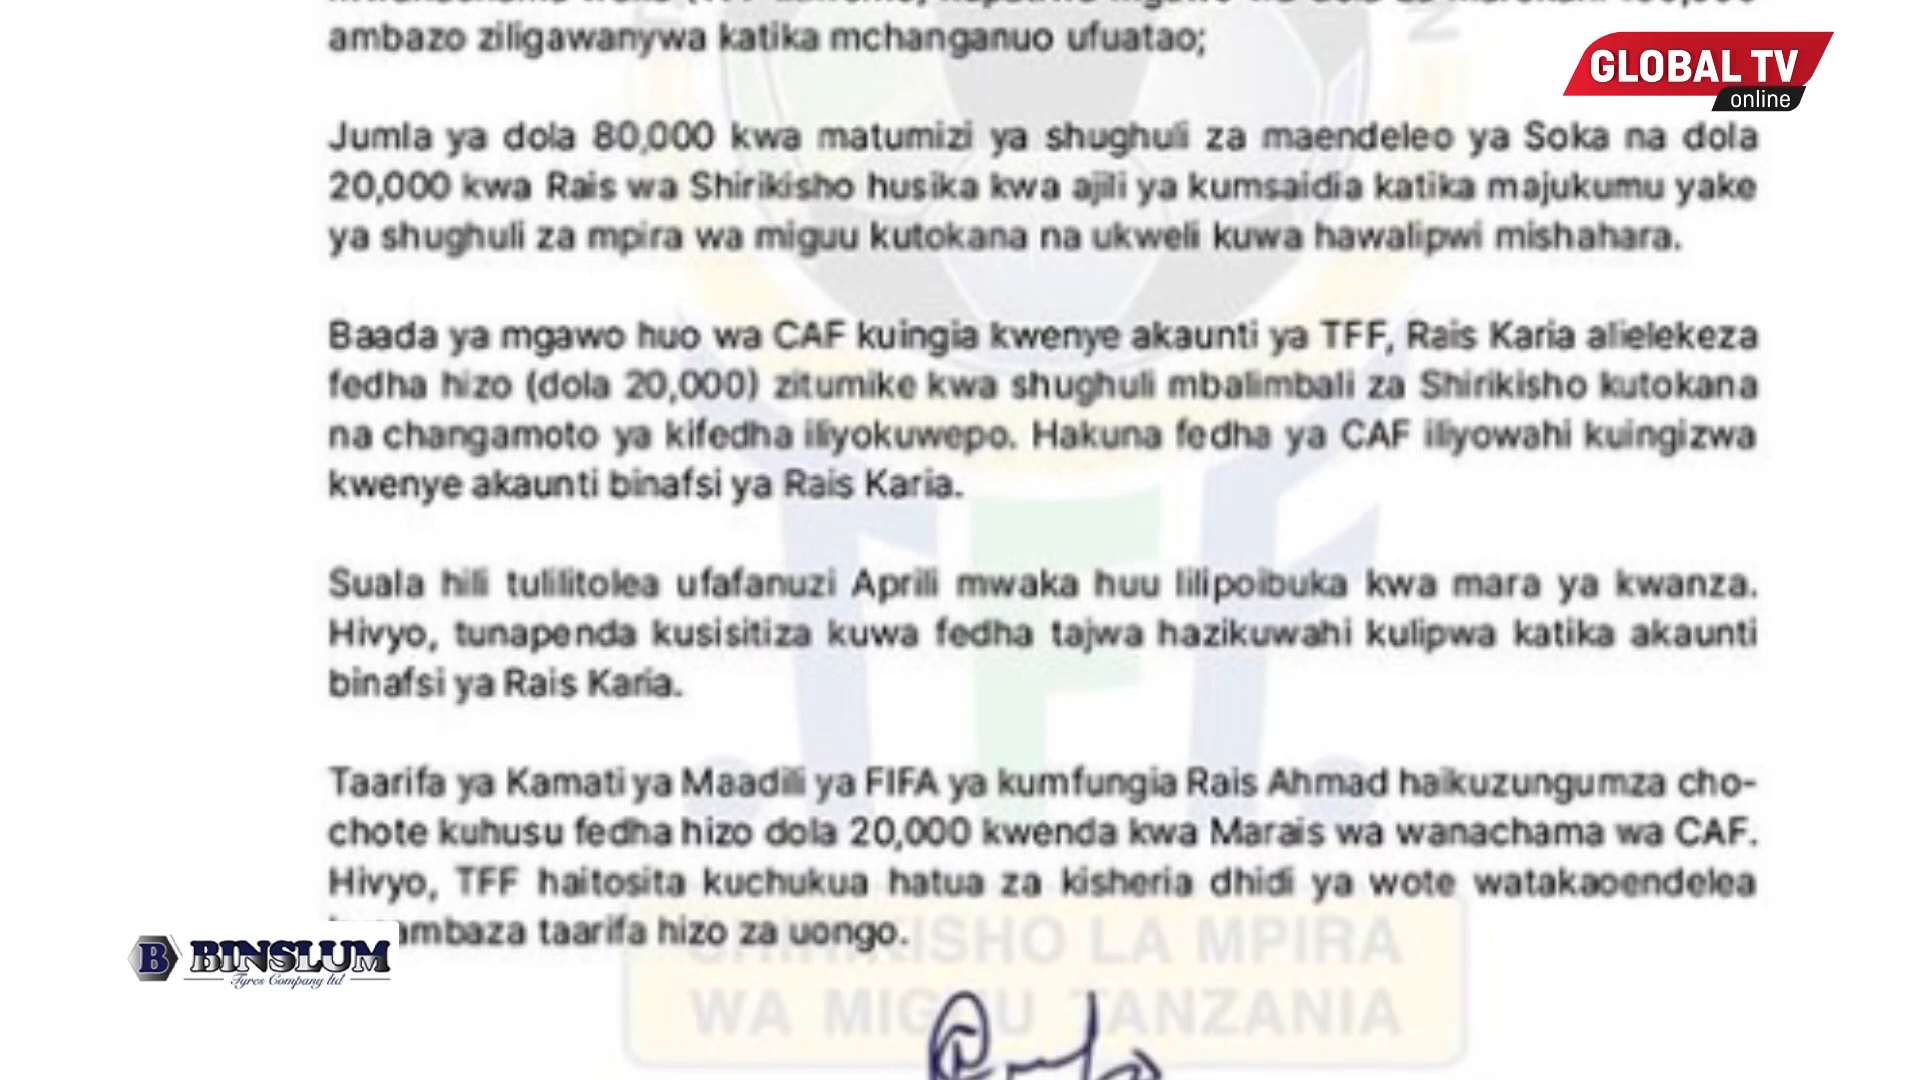 ambazo ziligawanywa katika mchanganuo ufuatao;
GLOBAL TV
online
Jumla ya dola 80,000 kwa matumizi ya shughuli za maendeleo ya Soka na dola
20,000 kwa Rais wa Shirikisho husika kwa ajili ya kumsaidia katika majukumu yake
ya shughuli za mpira wa miguu kutokana na ukweli kuwa hawalipwi mishahara.
Baada ya mgawo huo wa CAF kuingia kwenye akaunti ya TFF, Rais Karia alielekeza
fedha hizo (dola 20,000) zitumike kwa shughuli mbalimbali za Shirikisho kutokana
na changamoto ya kifedha iliyokuwepo. Hakuna fedha ya CAF iliyowahi kuingizwa
kwenye akaunti binafsi ya Rais Karia.
Suala hili tulilitolea ufafanuzi Aprili mwaka huu lilipoibuka kwa mara ya kwanza.
Hivyo, tunapenda kusisitiza kuwa fedha tajwa hazikuwahi kulipwa katika akaunti
binafsi ya Rais Karia.
Taarifa ya Kamati ya Maadili ya FIFA ya kumfungia Rais Ahmad haikuzungumza cho-
chote kuhusu fedha hizo dola 20,000 kwenda kwa Marais wa wanachama wa CAF.
Hivyo, TFF haitosita kuchukua hatua za kisheria dhidi ya wote watakaoendelea
ambaza taarifa hizo za uongo.
B BINSLUM
Tyres Company ltd
TFF
SHIRIKISHO LA MPIRA
WA MIGUU TANZANIA